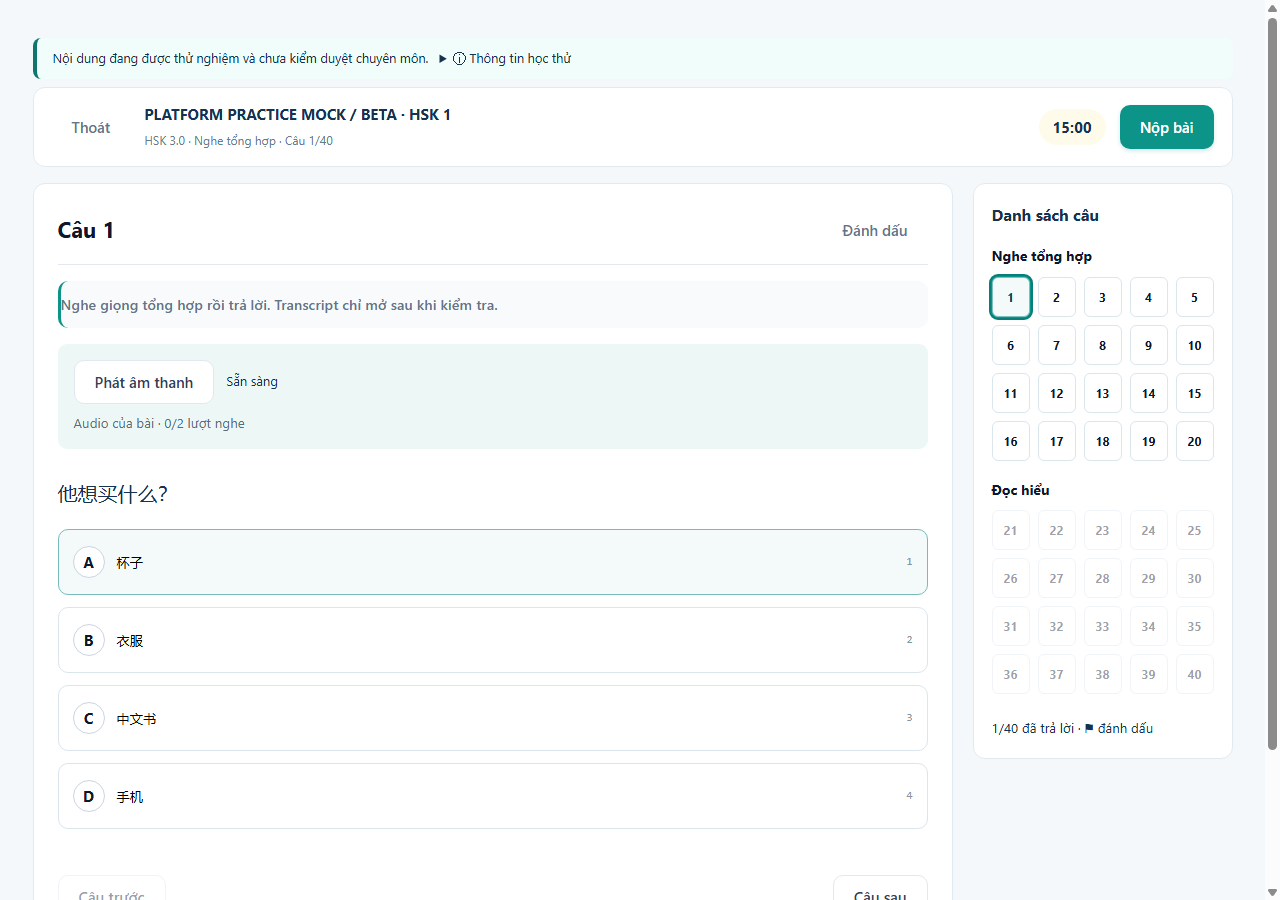 Nội dung đang được thử nghiệm và chưa kiểm duyệt chuyên môn. ▶ ⓘ Thông tin học thử
Thoát
PLATFORM PRACTICE MOCK / BETA · HSK 1
HSK 3.0 · Nghe tổng hợp · Câu 1/40
15:00
Nộp bài
Câu 1
Đánh dấu
Nghe giọng tổng hợp rồi trả lời. Transcript chỉ mở sau khi kiểm tra.
Phát âm thanh
Sẵn sàng
Audio của bài · 0/2 lượt nghe
他想买什么？
A 杯子 1
B 衣服 2
C 中文书 3
D 手机 4
Câu trước
Câu sau
Danh sách câu
Nghe tổng hợp
1 2 3 4 5
6 7 8 9 10
11 12 13 14 15
16 17 18 19 20
Đọc hiểu
21 22 23 24 25
26 27 28 29 30
31 32 33 34 35
36 37 38 39 40
1/40 đã trả lời · ⚑ đánh dấu